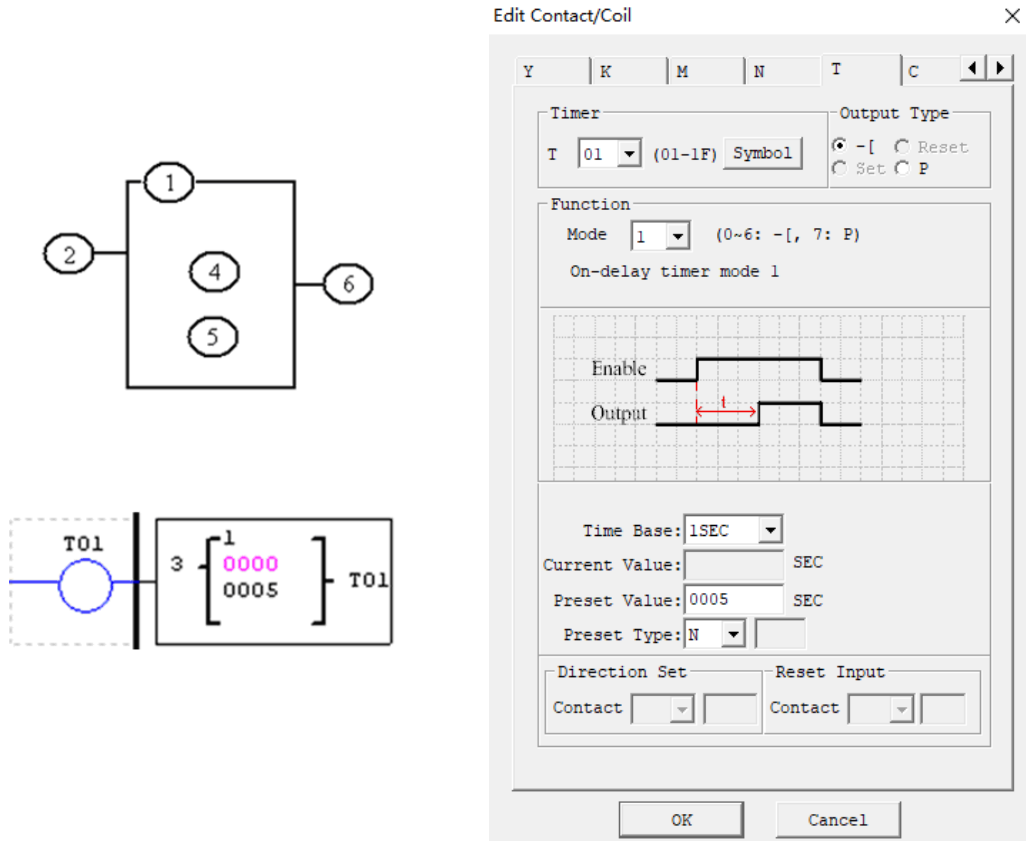 Edit Contact/Coil
Y K M N T C
Timer
T 01 (01-1F) Symbol
Output Type
-[ Reset
Set P
Function
Mode 1 (0~6: -[, 7: P)
On-delay timer mode 1
Enable
Output
t
Time Base: 1SEC
Current Value: SEC
Preset Value: 0005 SEC
Preset Type: N
Direction Set
Contact
Reset Input
Contact
OK Cancel
1
2
4
5
6
T01
1
3 0000 T01
0005